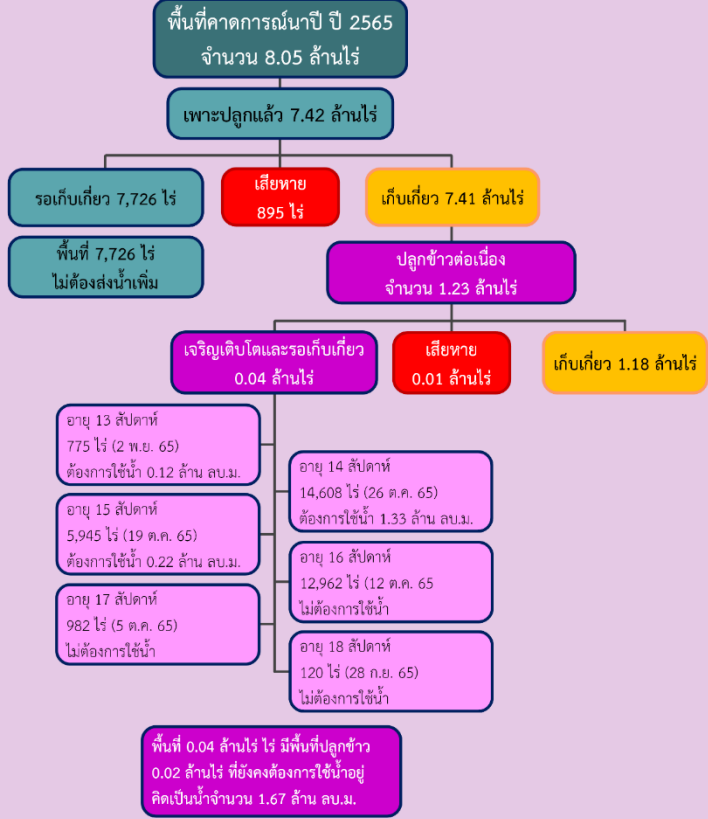 พื้นที่คาดการณ์นาปี ปี 2565
จำนวน 8.05 ล้านไร่
เพาะปลูกแล้ว 7.42 ล้านไร่
รอเก็บเกี่ยว 7,726 ไร่
เสียหาย
895 ไร่
เก็บเกี่ยว 7.41 ล้านไร่
พื้นที่ 7,726 ไร่
ไม่ต้องส่งน้ำเพิ่ม
ปลูกข้าวต่อเนื่อง
จำนวน 1.23 ล้านไร่
เจริญเติบโตและรอเก็บเกี่ยว
0.04 ล้านไร่
เสียหาย
0.01 ล้านไร่
เก็บเกี่ยว 1.18 ล้านไร่
อายุ 13 สัปดาห์
775 ไร่ (2 พ.ย. 65)
ต้องการใช้น้ำ 0.12 ล้าน ลบ.ม.
อายุ 14 สัปดาห์
14,608 ไร่ (26 ต.ค. 65)
ต้องการใช้น้ำ 1.33 ล้าน ลบ.ม.
อายุ 15 สัปดาห์
5,945 ไร่ (19 ต.ค. 65)
ต้องการใช้น้ำ 0.22 ล้าน ลบ.ม.
อายุ 16 สัปดาห์
12,962 ไร่ (12 ต.ค. 65
ไม่ต้องการใช้น้ำ
อายุ 17 สัปดาห์
982 ไร่ (5 ต.ค. 65)
ไม่ต้องการใช้น้ำ
อายุ 18 สัปดาห์
120 ไร่ (28 ก.ย. 65)
ไม่ต้องการใช้น้ำ
พื้นที่ 0.04 ล้านไร่ ไร่ มีพื้นที่ปลูกข้าว
0.02 ล้านไร่ ที่ยังคงต้องการใช้น้ำอยู่
คิดเป็นน้ำจำนวน 1.67 ล้าน ลบ.ม.